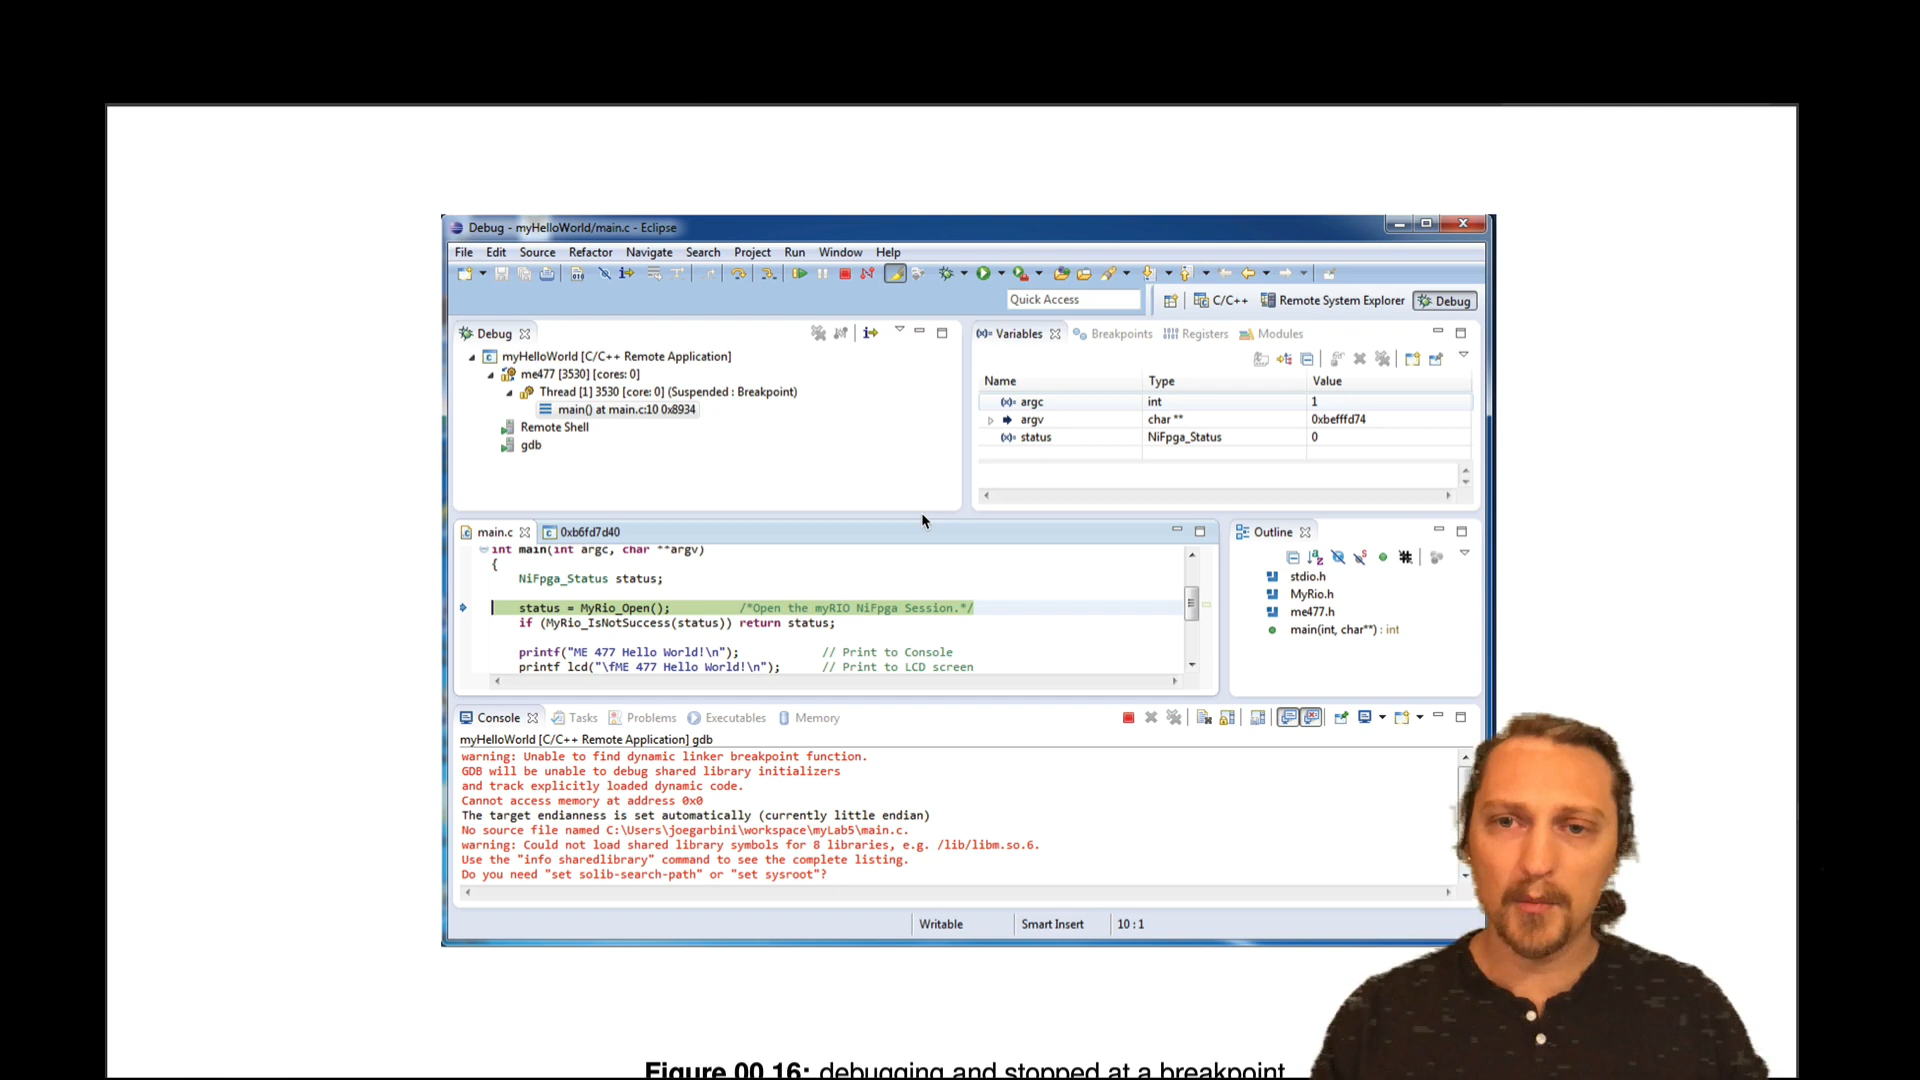 Debug - myHelloWorld/main.c - Eclipse
File Edit Source Refactor Navigate Search Project Run Window Help
Quick Access C/C++ Remote System Explorer Debug
Debug
myHelloWorld [C/C++ Remote Application]
me477 [3530] [cores: 0]
Thread [1] 3530 [core: 0] (Suspended : Breakpoint)
main() at main.c:10 0x8934
Remote Shell
gdb
(x)= Variables Breakpoints Registers Modules
Name Type Value
(x)= argc int 1
argv char ** 0xbefffd74
(x)= status NiFpga_Status 0
main.c 0xb6fd7d40
int main(int argc, char **argv)
{
NiFpga_Status status;
status = MyRio_Open(); /*Open the myRIO NiFpga Session.*/
if (MyRio_IsNotSuccess(status)) return status;
printf("ME 477 Hello World!\n"); // Print to Console
printf lcd("\fME 477 Hello World!\n"); // Print to LCD screen
Outline
stdio.h
MyRio.h
me477.h
main(int, char**) : int
Console Tasks Problems Executables Memory
myHelloWorld [C/C++ Remote Application] gdb
warning: Unable to find dynamic linker breakpoint function.
GDB will be unable to debug shared library initializers
and track explicitly loaded dynamic code.
Cannot access memory at address 0x0
The target endianness is set automatically (currently little endian)
No source file named C:\Users\joegarbini\workspace\myLab5\main.c.
warning: Could not load shared library symbols for 8 libraries, e.g. /lib/libm.so.6.
Use the "info sharedlibrary" command to see the complete listing.
Do you need "set solib-search-path" or "set sysroot"?
Writable Smart Insert 10 : 1
Figure 00.16: debugging and stopped at a breakpoint